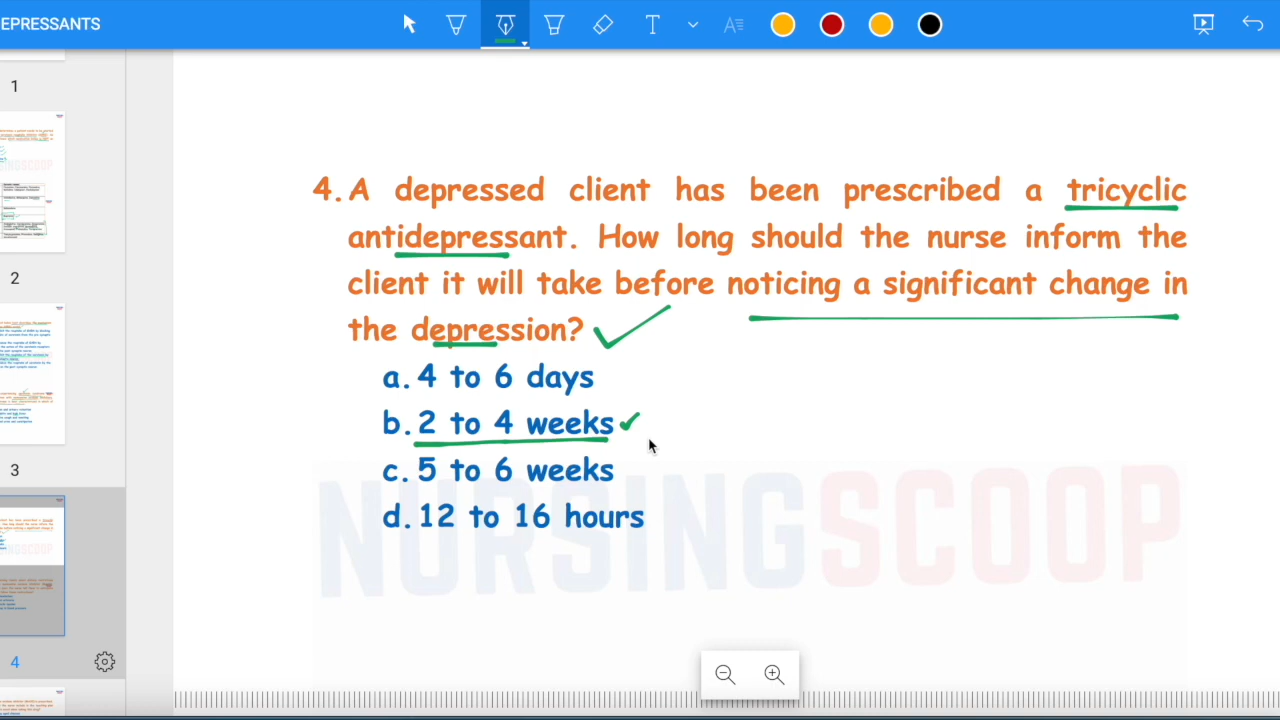 EPRESSANTS
T
A
1
2
3
4
4. A depressed client has been prescribed a tricyclic
antidepressant. How long should the nurse inform the
client it will take before noticing a significant change in
the depression?
a. 4 to 6 days
b. 2 to 4 weeks
c. 5 to 6 weeks
d. 12 to 16 hours
NURSINGSCOOP